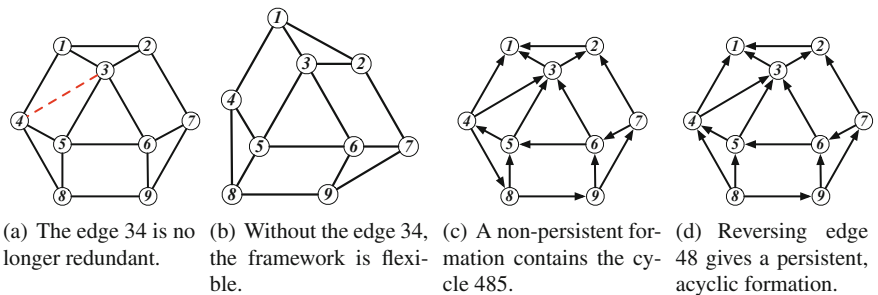 1 2 3 4 5 6 7 8 9
1 2 3 4 5 6 7 8 9
1 2 3 4 5 6 7 8 9
1 2 3 4 5 6 7 8 9
(a) The edge 34 is no
longer redundant.
(b) Without the edge 34,
the framework is flexi-
ble.
(c) A non-persistent for-
mation contains the cy-
cle 485.
(d) Reversing edge
48 gives a persistent,
acyclic formation.